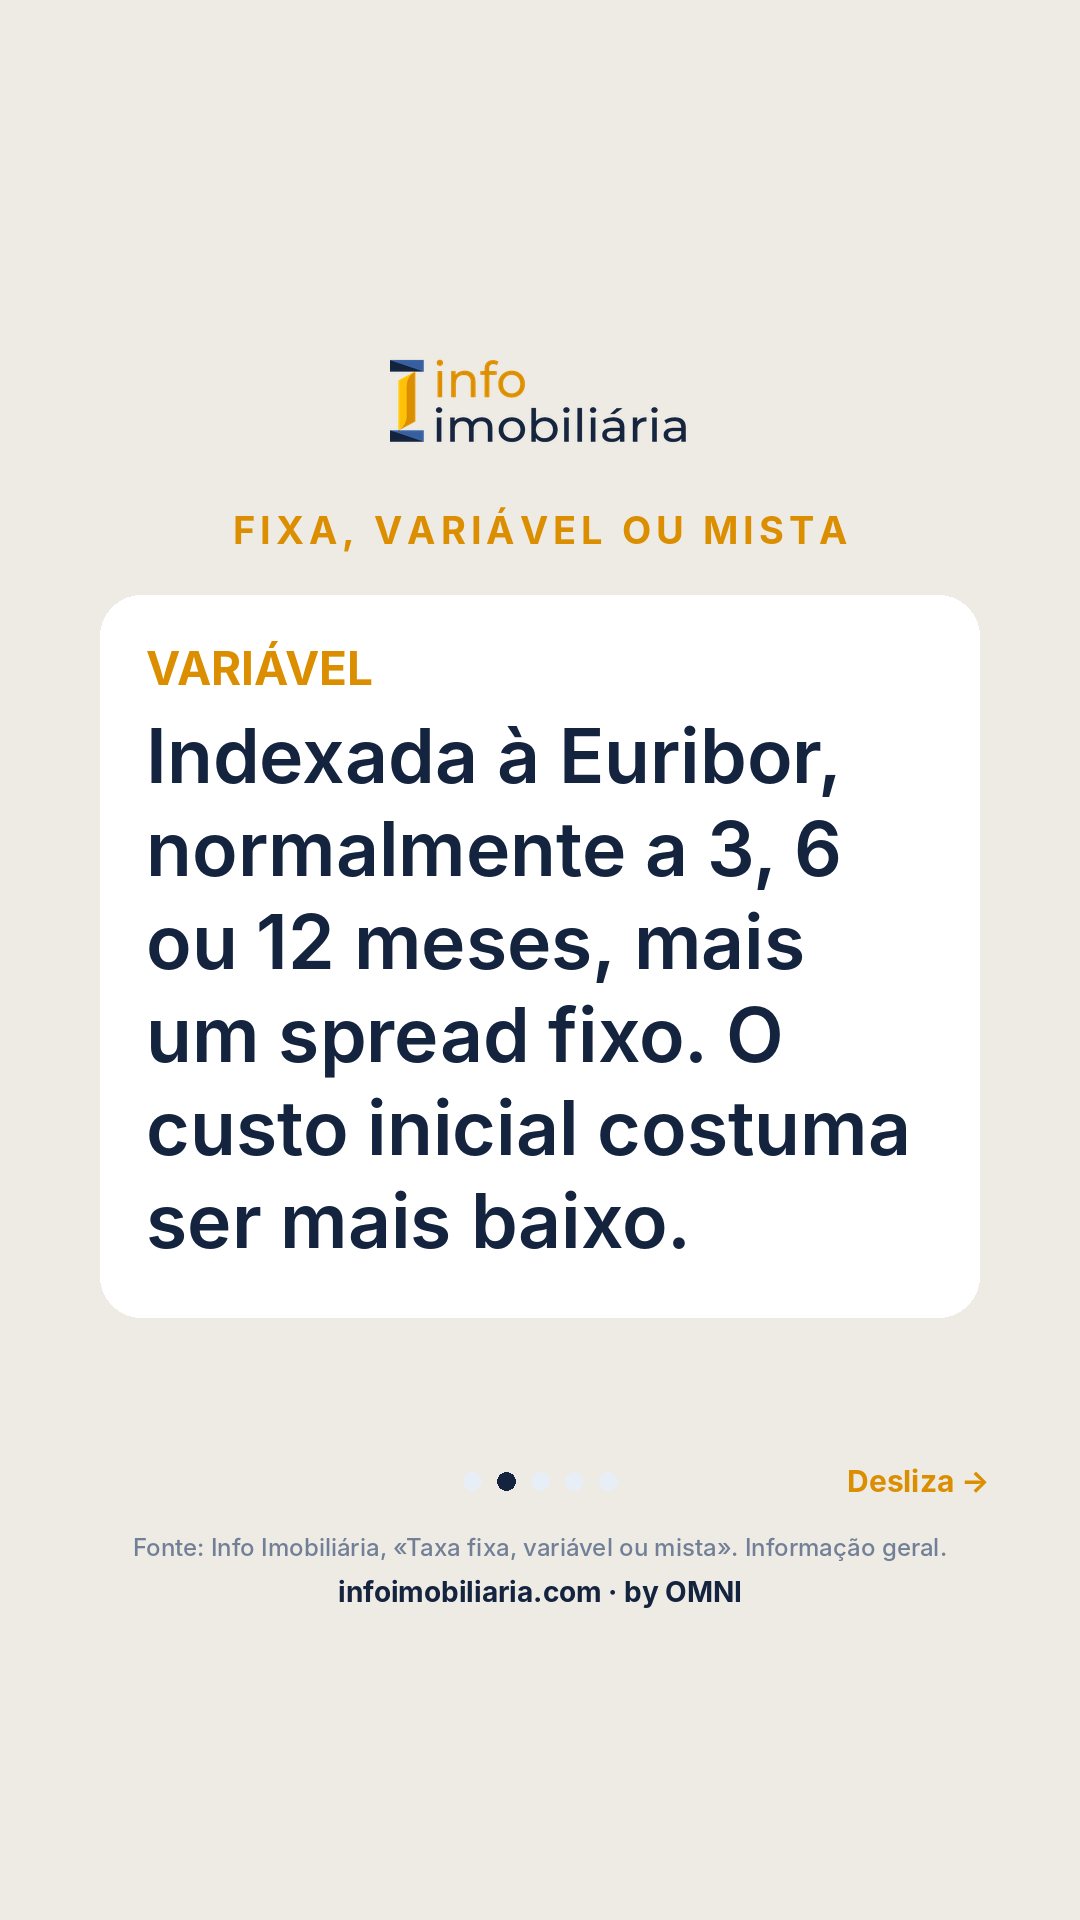 info
imobiliária
FIXA, VARIÁVEL OU MISTA
VARIÁVEL
Indexada à Euribor,
normalmente a 3, 6
ou 12 meses, mais
um spread fixo. O
custo inicial costuma
ser mais baixo.
Desliza →
Fonte: Info Imobiliária, «Taxa fixa, variável ou mista». Informação geral.
infoimobiliaria.com · by OMNI